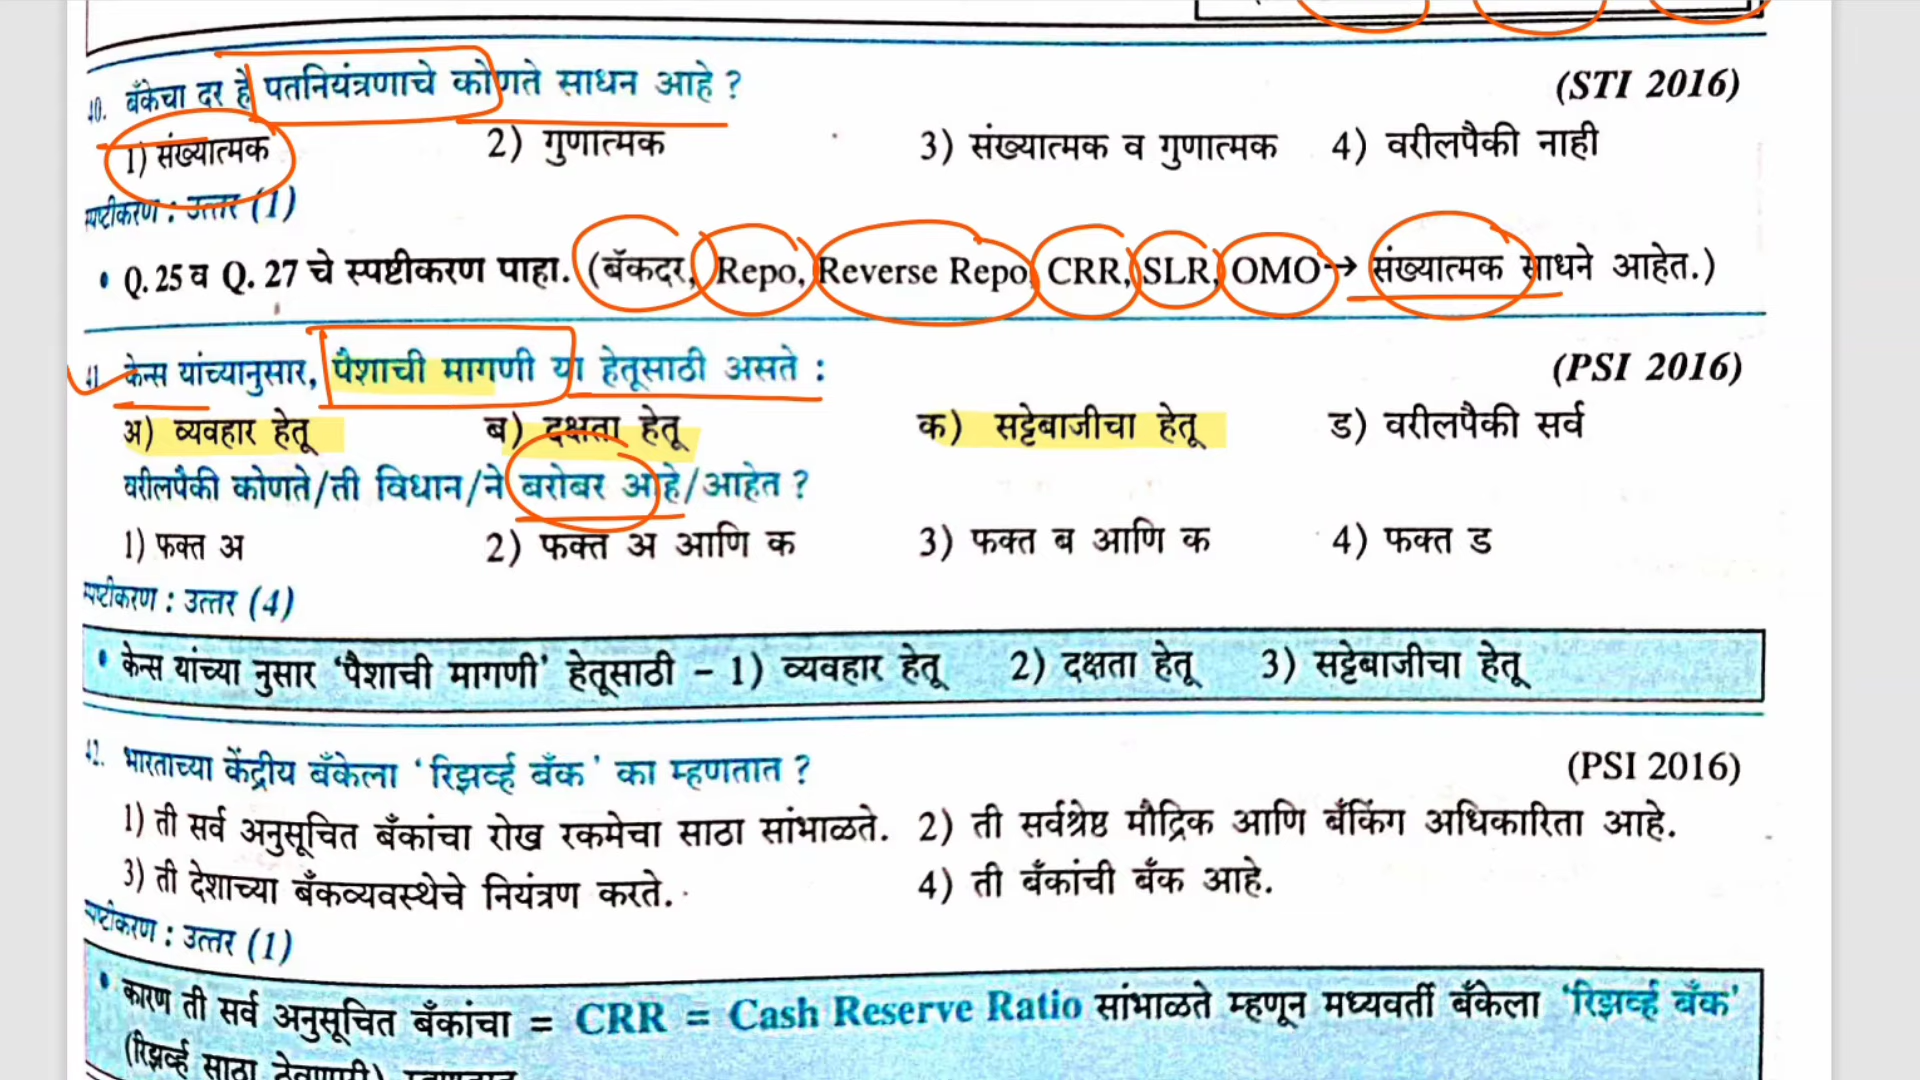 40. बँकेचा दर हे पतनियंत्रणाचे कोणते साधन आहे ? (STI 2016)
1) संख्यात्मक 2) गुणात्मक 3) संख्यात्मक व गुणात्मक 4) वरीलपैकी नाही
स्पष्टीकरण : उत्तर (1)
• Q. 25 व Q. 27 चे स्पष्टीकरण पाहा. (बँकदर, Repo, Reverse Repo, CRR, SLR, OMO → संख्यात्मक साधने आहेत.)
41. केन्स यांच्यानुसार, पैशाची मागणी या हेतूसाठी असते : (PSI 2016)
अ) व्यवहार हेतू ब) दक्षता हेतू क) सट्टेबाजीचा हेतू ड) वरीलपैकी सर्व
वरीलपैकी कोणते/ती विधान/ने बरोबर आहे/आहेत ?
1) फक्त अ 2) फक्त अ आणि क 3) फक्त ब आणि क 4) फक्त ड
स्पष्टीकरण : उत्तर (4)
• केन्स यांच्या नुसार ‘पैशाची मागणी’ हेतूसाठी – 1) व्यवहार हेतू 2) दक्षता हेतू 3) सट्टेबाजीचा हेतू
42. भारताच्या केंद्रीय बँकेला ‘रिझर्व्ह बँक’ का म्हणतात ? (PSI 2016)
1) ती सर्व अनुसूचित बँकांचा रोख रकमेचा साठा सांभाळते. 2) ती सर्वश्रेष्ठ मौद्रिक आणि बँकिंग अधिकारिता आहे.
3) ती देशाच्या बँकव्यवस्थेचे नियंत्रण करते. 4) ती बँकांची बँक आहे.
स्पष्टीकरण : उत्तर (1)
• कारण ती सर्व अनुसूचित बँकांचा = CRR = Cash Reserve Ratio सांभाळते म्हणून मध्यवर्ती बँकेला ‘रिझर्व्ह बँक’
(रिझर्व्ह साठा ठेवणारी) म्हणतात